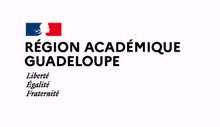 RÉGION ACADÉMIQUE
GUADELOUPE
Liberté
Égalité
Fraternité